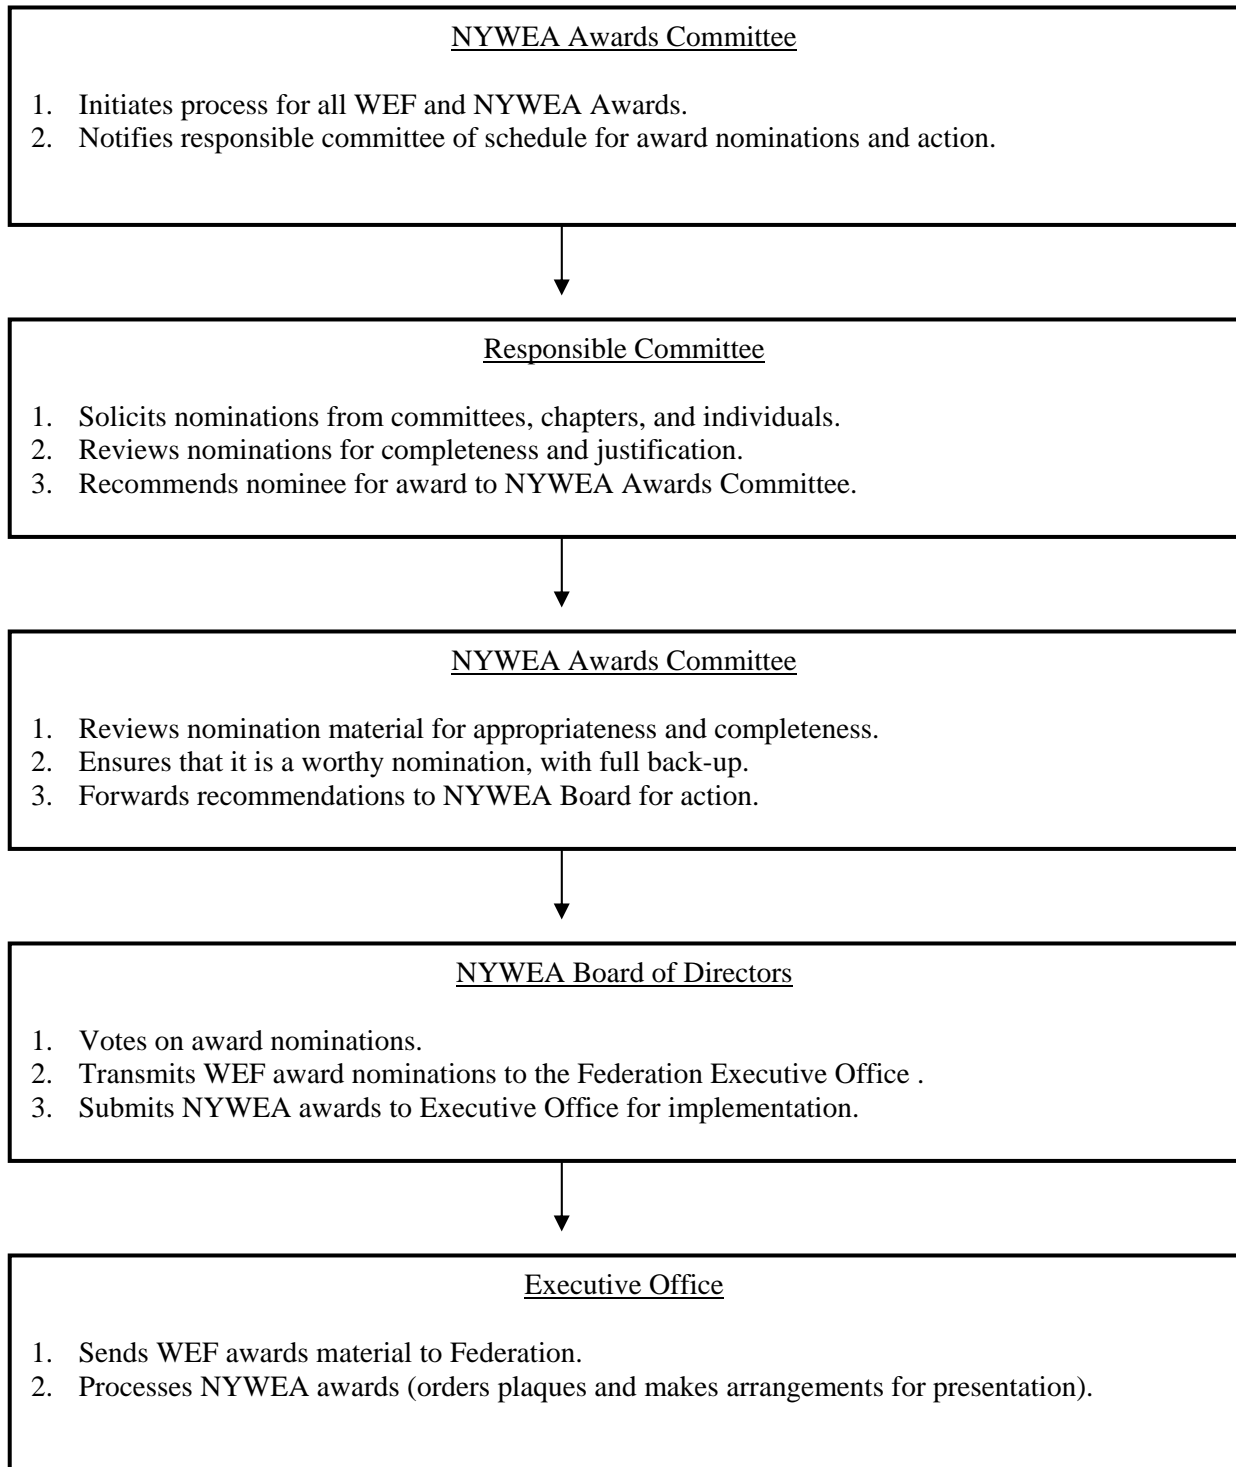 NYWEA Awards Committee
1. Initiates process for all WEF and NYWEA Awards.
2. Notifies responsible committee of schedule for award nominations and action.
Responsible Committee
1. Solicits nominations from committees, chapters, and individuals.
2. Reviews nominations for completeness and justification.
3. Recommends nominee for award to NYWEA Awards Committee.
NYWEA Awards Committee
1. Reviews nomination material for appropriateness and completeness.
2. Ensures that it is a worthy nomination, with full back-up.
3. Forwards recommendations to NYWEA Board for action.
NYWEA Board of Directors
1. Votes on award nominations.
2. Transmits WEF award nominations to the Federation Executive Office .
3. Submits NYWEA awards to Executive Office for implementation.
Executive Office
1. Sends WEF awards material to Federation.
2. Processes NYWEA awards (orders plaques and makes arrangements for presentation).